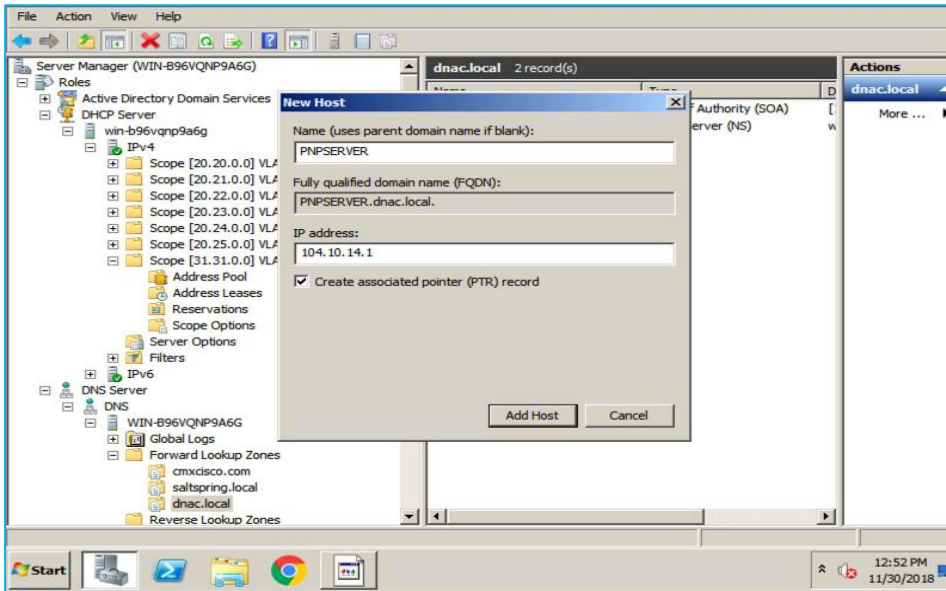 File Action View Help
Server Manager (WIN-B96VQNP9A6G)
Roles
Active Directory Domain Services
DHCP Server
win-b96vqnp9a6g
IPv4
Scope [20.20.0.0] VLA
Scope [20.21.0.0] VLA
Scope [20.22.0.0] VLA
Scope [20.23.0.0] VLA
Scope [20.24.0.0] VLA
Scope [20.25.0.0] VLA
Scope [31.31.0.0] VLA
Address Pool
Address Leases
Reservations
Scope Options
Server Options
Filters
IPv6
DNS Server
DNS
WIN-B96VQNP9A6G
Global Logs
Forward Lookup Zones
cmxcisco.com
saltspring.local
dnac.local
Reverse Lookup Zones
dnac.local 2 record(s)
Authority (SOA)
erver (NS)
New Host
Name (uses parent domain name if blank):
PNPSERVER
Fully qualified domain name (FQDN):
PNPSERVER.dnac.local.
IP address:
104.10.14.1
Create associated pointer (PTR) record
Add Host Cancel
Actions
dnac.local
More ...
Start
12:52 PM
11/30/2018